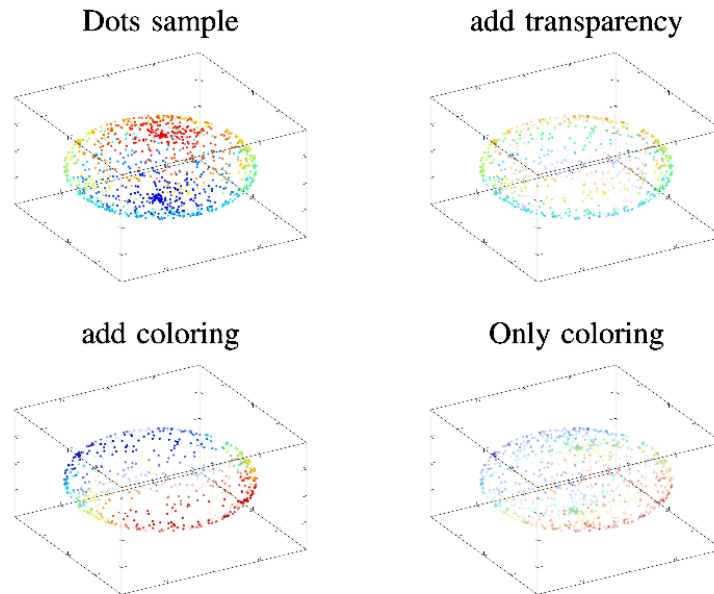 Dots sample
add transparency
add coloring
Only coloring